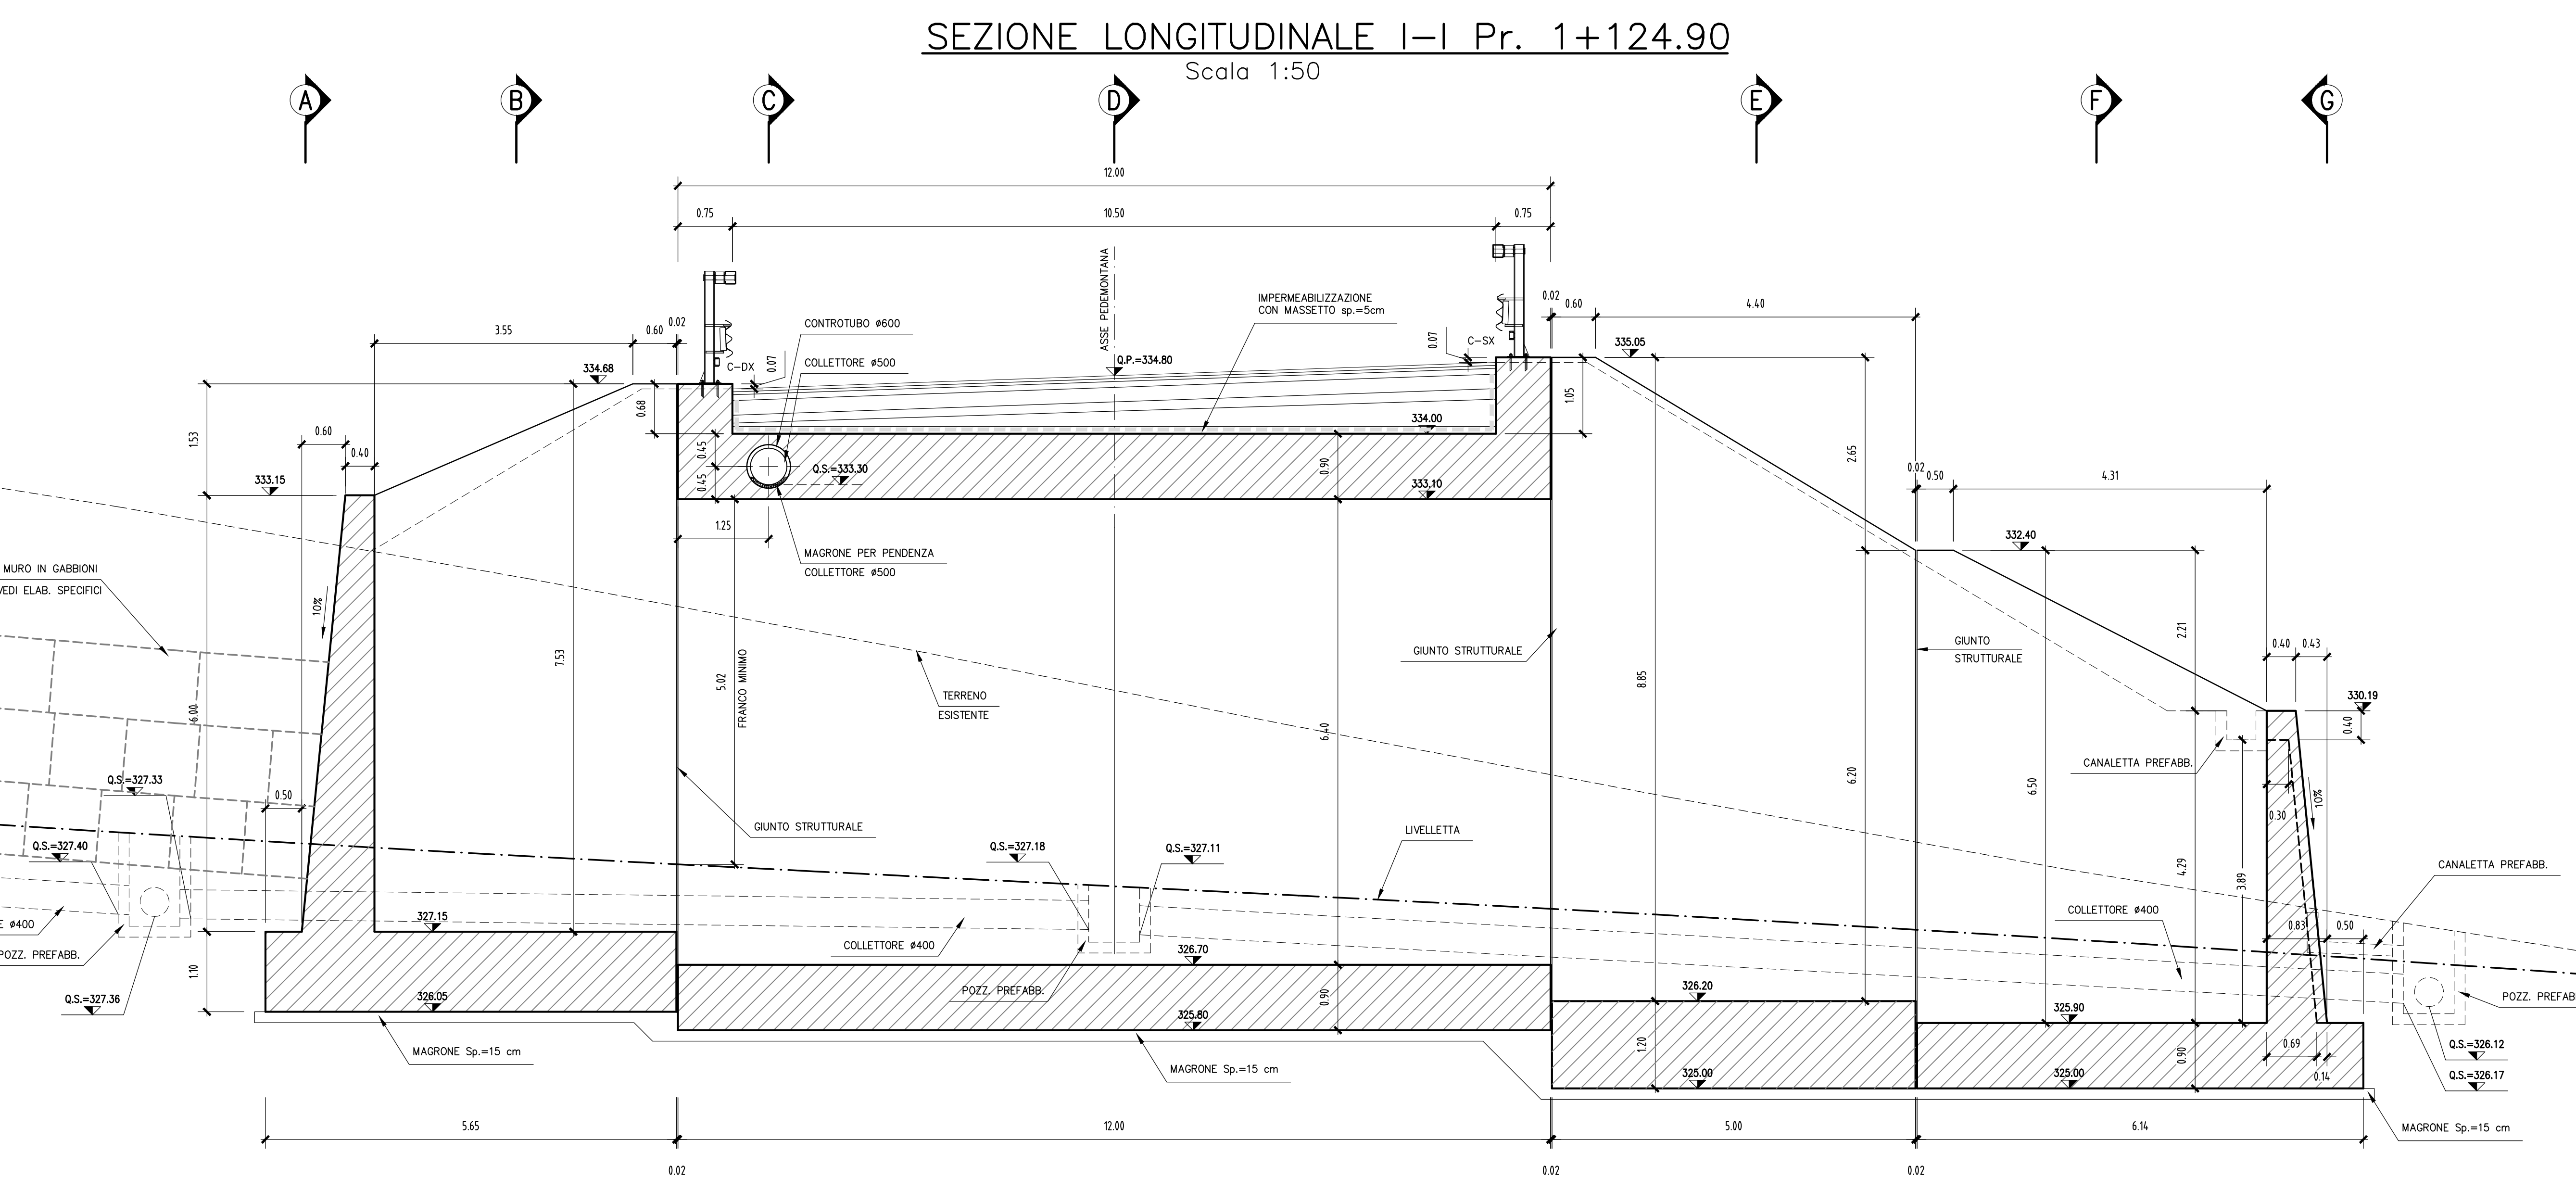 SEZIONE LONGITUDINALE I-I Pr. 1+124.90
Scala 1:50
A
B
C
D
E
F
G
12.00
0.75
10.50
0.75
ASSE PEDEMONTANA
IMPERMEABILIZZAZIONE
CON MASSETTO sp.=5cm
CONTROTUBO ø600
COLLETTORE ø500
3.55
0.60
0.02
C-DX
0.07
Q.P.=334.80
0.07
C-SX
0.02
0.60
4.40
335.05
334.68
0.68
1.05
334.00
1.53
0.60
0.40
0.45
0.45
Q.S.=333.30
0.90
333.10
2.65
0.02
0.50
4.31
333.15
1.25
MAGRONE PER PENDENZA
COLLETTORE ø500
332.40
MURO IN GABBIONI
VEDI ELAB. SPECIFICI
10%
7.53
5.02
FRANCO MINIMO
TERRENO
ESISTENTE
GIUNTO STRUTTURALE
8.85
GIUNTO
STRUTTURALE
2.21
0.40
0.43
330.19
0.40
6.00
6.40
6.20
6.50
CANALETTA PREFABB.
10%
0.30
Q.S.=327.33
0.50
GIUNTO STRUTTURALE
LIVELLETTA
Q.S.=327.40
Q.S.=327.18
Q.S.=327.11
4.29
3.89
CANALETTA PREFABB.
E ø400
POZZ. PREFABB.
327.15
COLLETTORE ø400
COLLETTORE ø400
0.83
0.50
326.70
1.10
326.05
Q.S.=327.36
POZZ. PREFABB.
0.90
325.80
326.20
325.90
POZZ. PREFAB
MAGRONE Sp.=15 cm
MAGRONE Sp.=15 cm
1.20
325.00
0.90
325.00
0.69
0.14
Q.S.=326.12
Q.S.=326.17
MAGRONE Sp.=15 cm
5.65
12.00
5.00
6.14
0.02
0.02
0.02